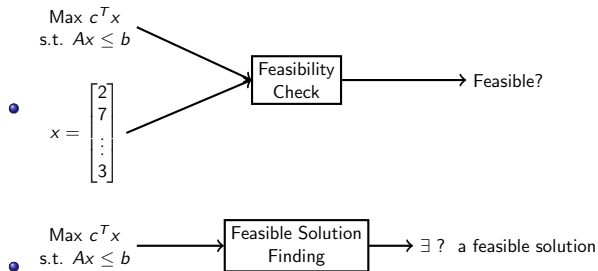 Max c^T x
s.t. Ax ≤ b
Feasibility
Check
Feasible?
x = [2 7 ⋮ 3]
Max c^T x
s.t. Ax ≤ b
Feasible Solution
Finding
∃ ? a feasible solution